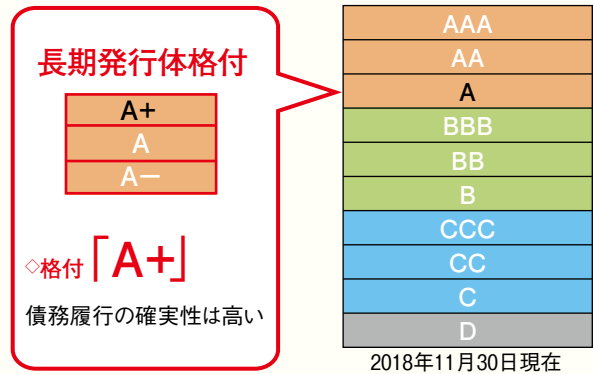 長期発行体格付
A+
A
A−
◇格付「A+」
債務履行の確実性は高い
AAA
AA
A
BBB
BB
B
CCC
CC
C
D
2018年11月30日現在